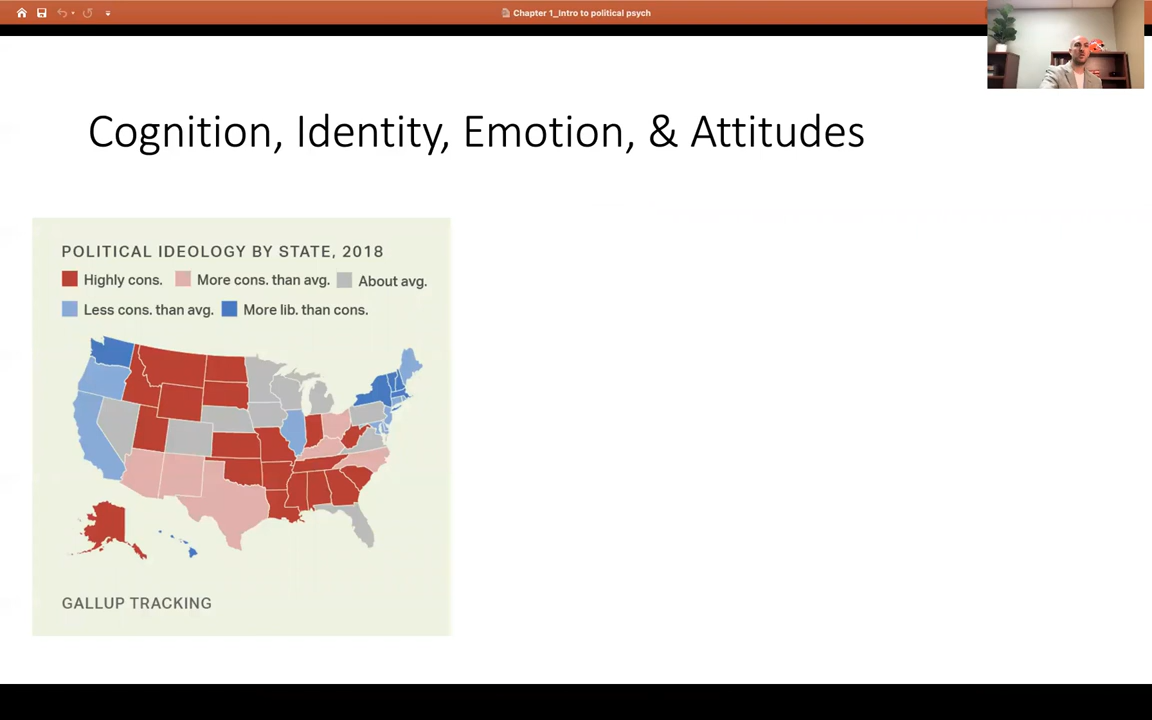 Chapter 1_Intro to political psych
Cognition, Identity, Emotion, & Attitudes
POLITICAL IDEOLOGY BY STATE, 2018
Highly cons. More cons. than avg. About avg.
Less cons. than avg. More lib. than cons.
GALLUP TRACKING